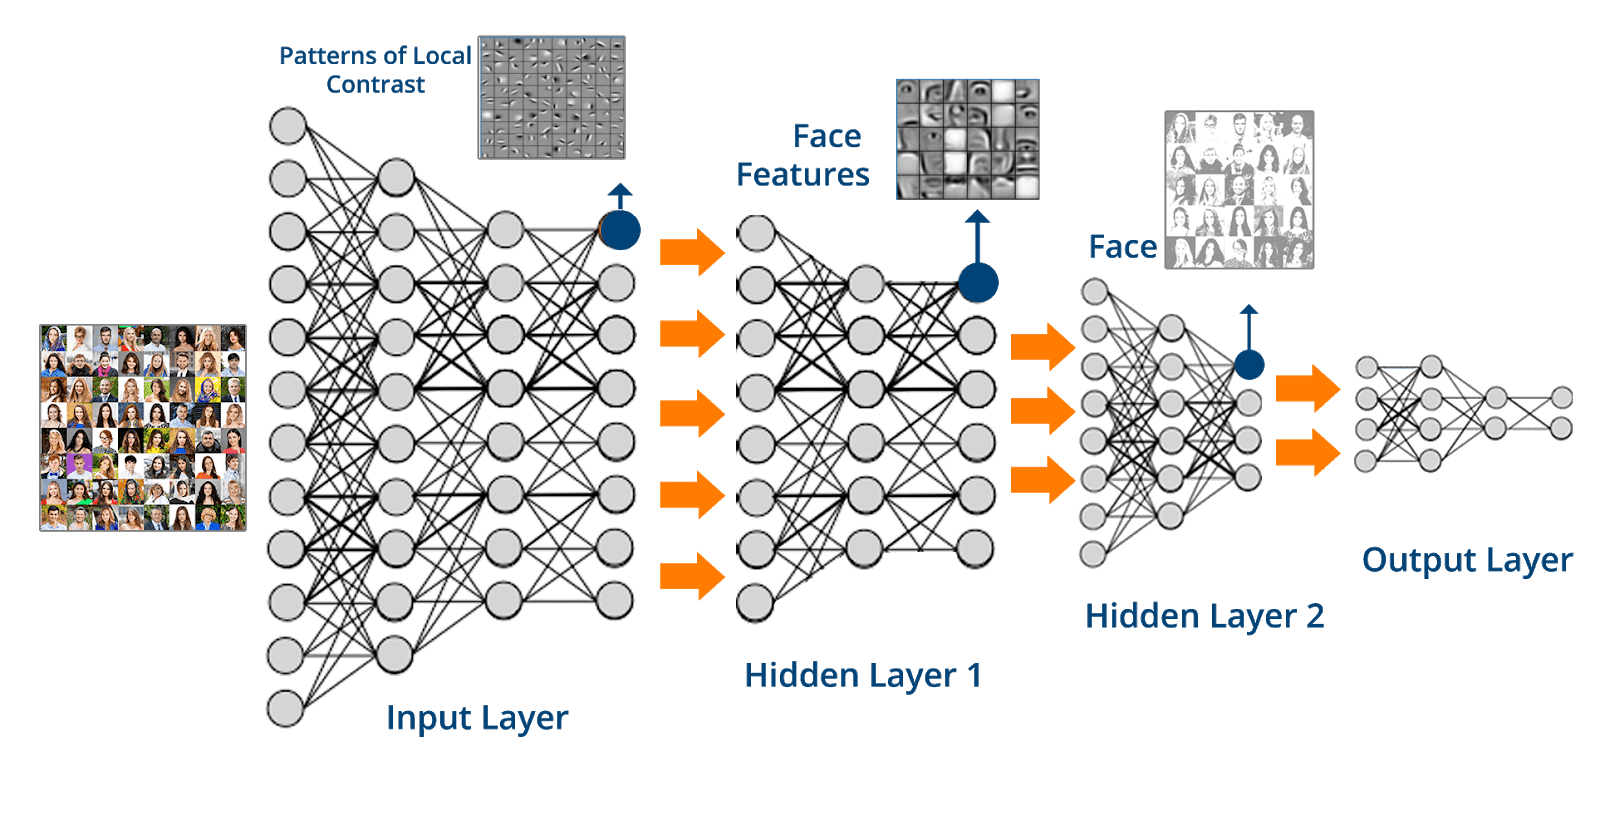 Patterns of Local
Contrast
Face
Features
Face
Input Layer
Hidden Layer 1
Hidden Layer 2
Output Layer